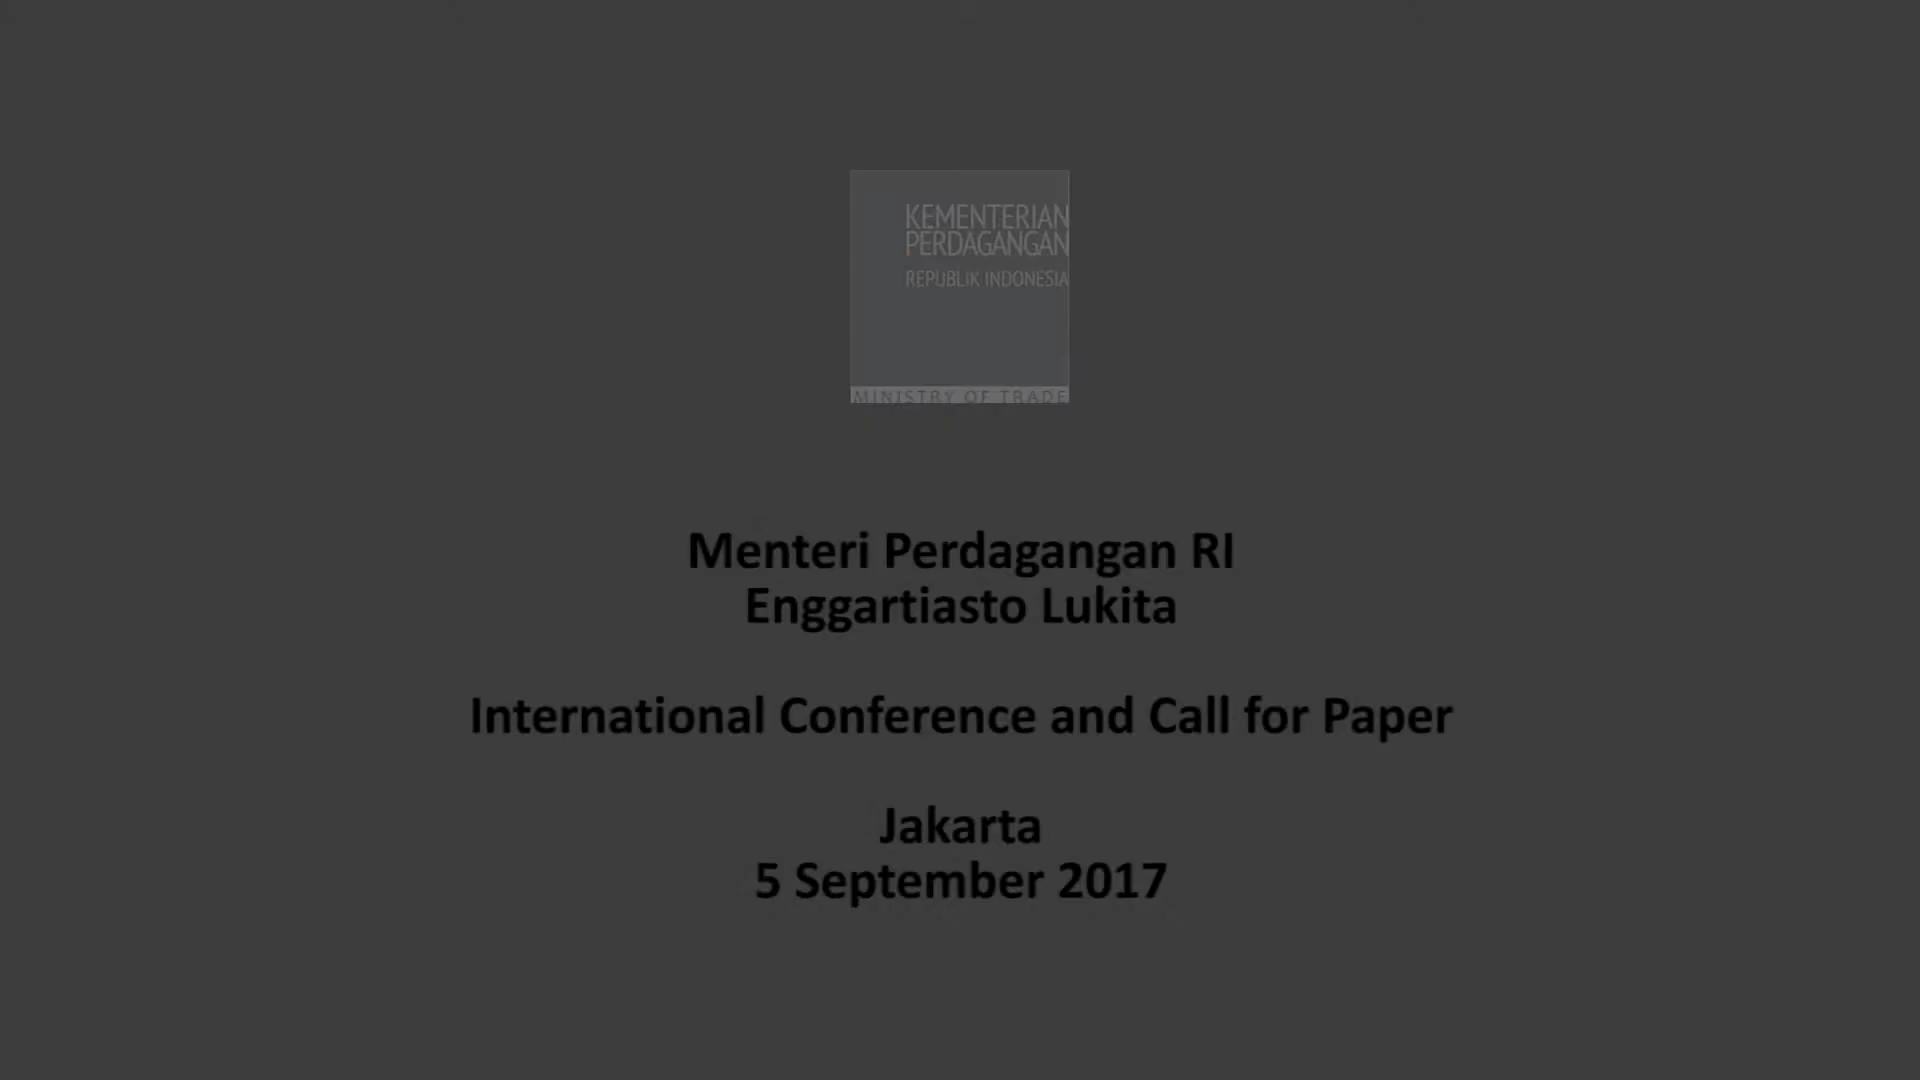 KEMENTERIAN
PERDAGANGAN
REPUBLIK INDONESIA
MINISTRY OF TRADE
Menteri Perdagangan RI
Enggartiasto Lukita
International Conference and Call for Paper
Jakarta
5 September 2017